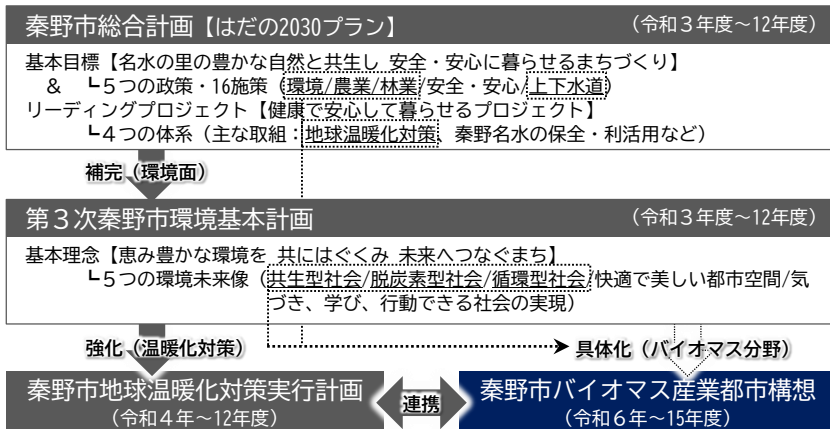 秦野市総合計画【はだの2030プラン】 （令和３年度～12年度）
基本目標【名水の里の豊かな自然と共生し 安全・安心に暮らせるまちづくり】
＆ ┗５つの政策・16施策（環境/農業/林業/安全・安心/上下水道）
リーディングプロジェクト【健康で安心して暮らせるプロジェクト】
┗４つの体系（主な取組：地球温暖化対策、秦野名水の保全・利活用など）
補完（環境面）
第３次秦野市環境基本計画 （令和３年度～12年度）
基本理念【恵み豊かな環境を 共にはぐくみ 未来へつなぐまち】
┗５つの環境未来像（共生型社会/脱炭素型社会/循環型社会/快適で美しい都市空間/気
づき、学び、行動できる社会の実現）
強化（温暖化対策） 具体化（バイオマス分野）
秦野市地球温暖化対策実行計画 連携 秦野市バイオマス産業都市構想
（令和４年～12年度） （令和６年～15年度）